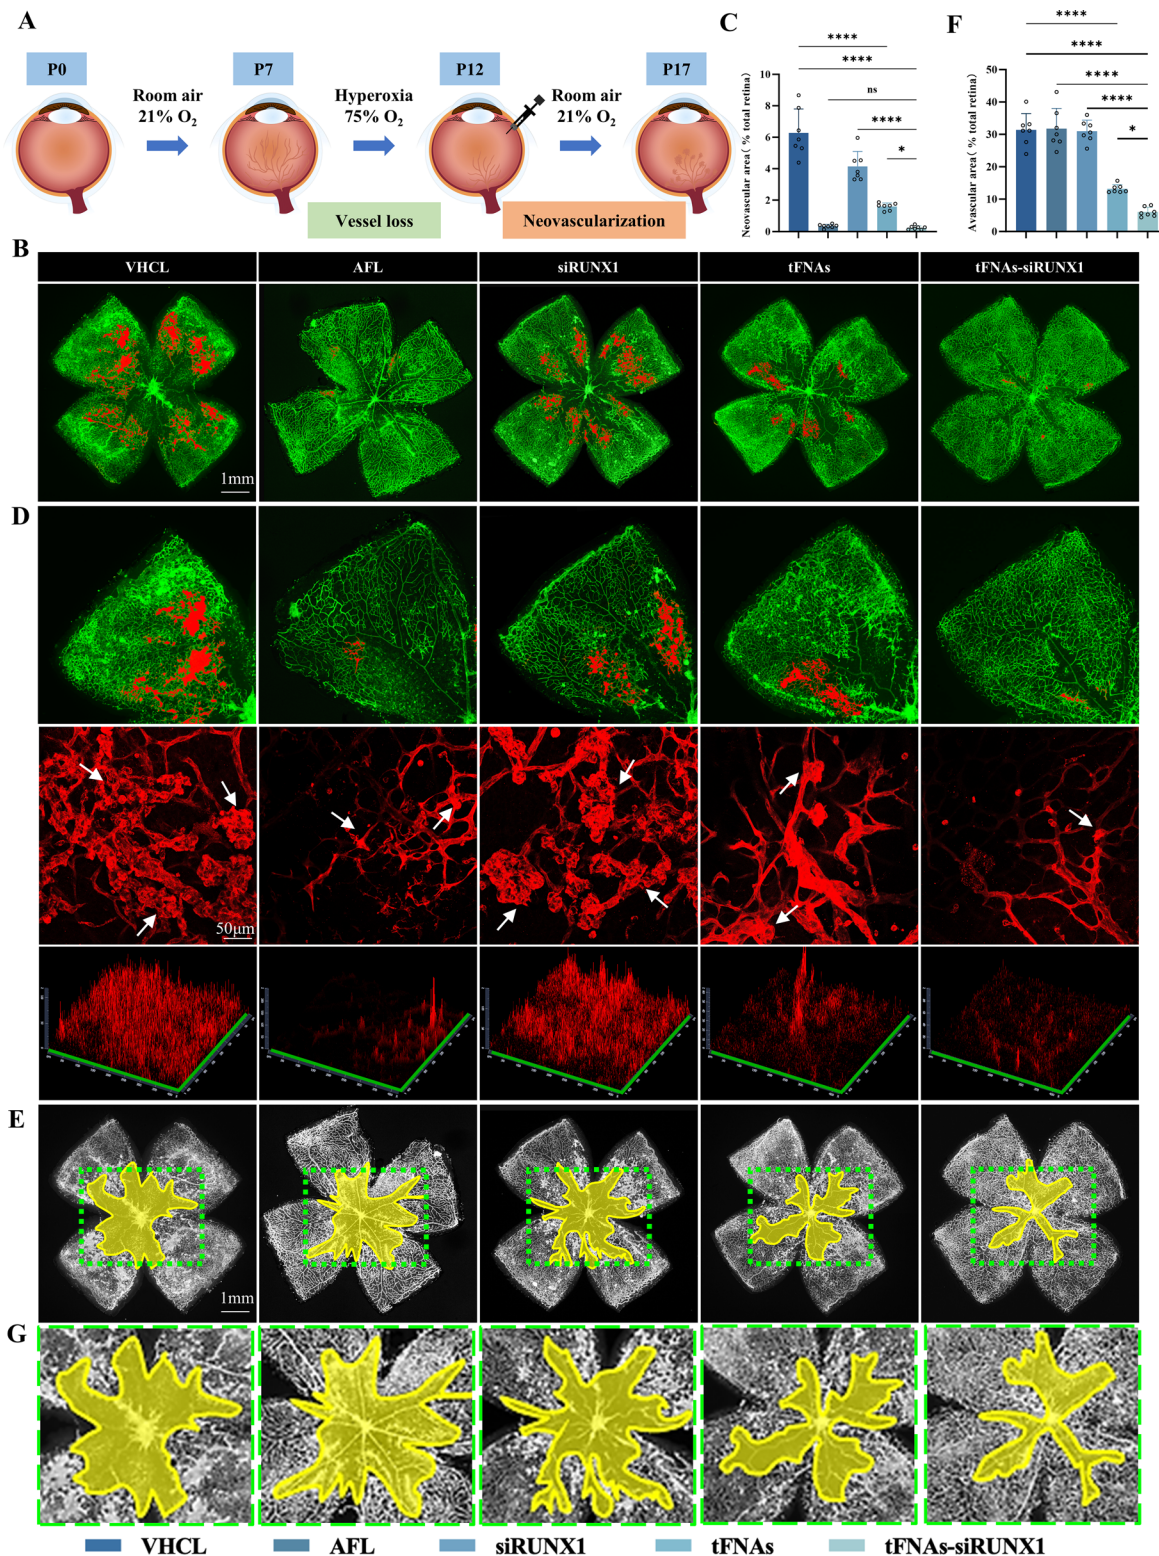 A
P0
P7
P12
P17
Room air
21% O₂
Hyperoxia
75% O₂
Room air
21% O₂
Vessel loss
Neovascularization
C
****
****
ns
****
*
Neovascular area( % total retina)
10
8
6
4
2
0
F
****
****
****
****
*
Avascular area( % total retina)
50
40
30
20
10
0
B
VHCL
AFL
siRUNX1
tFNAs
tFNAs-siRUNX1
1mm
D
50μm
E
1mm
G
VHCL
AFL
siRUNX1
tFNAs
tFNAs-siRUNX1